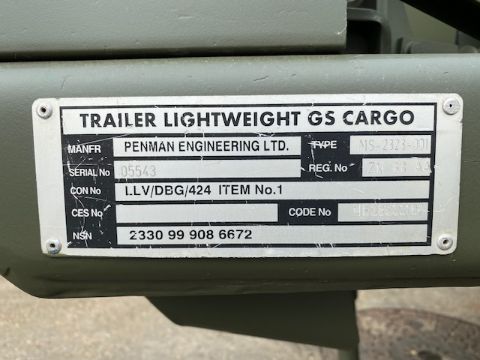 TRAILER LIGHTWEIGHT GS CARGO
MANFR PENMAN ENGINEERING LTD. TYPE
SERIAL No 05543 REG. No
CON No LLV/DBG/424 ITEM No.1
CES No CODE No
NSN 2330 99 908 6672